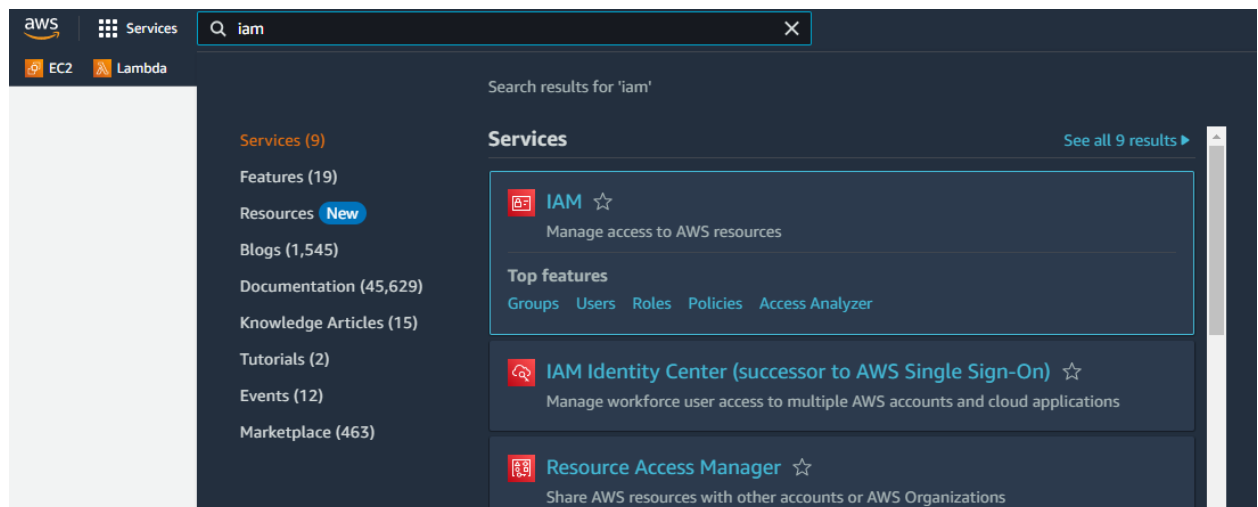 aws Services iam
EC2 Lambda
Search results for 'iam'
Services (9)
Features (19)
Resources New
Blogs (1,545)
Documentation (45,629)
Knowledge Articles (15)
Tutorials (2)
Events (12)
Marketplace (463)
Services See all 9 results
IAM
Manage access to AWS resources
Top features
Groups Users Roles Policies Access Analyzer
IAM Identity Center (successor to AWS Single Sign-On)
Manage workforce user access to multiple AWS accounts and cloud applications
Resource Access Manager
Share AWS resources with other accounts or AWS Organizations